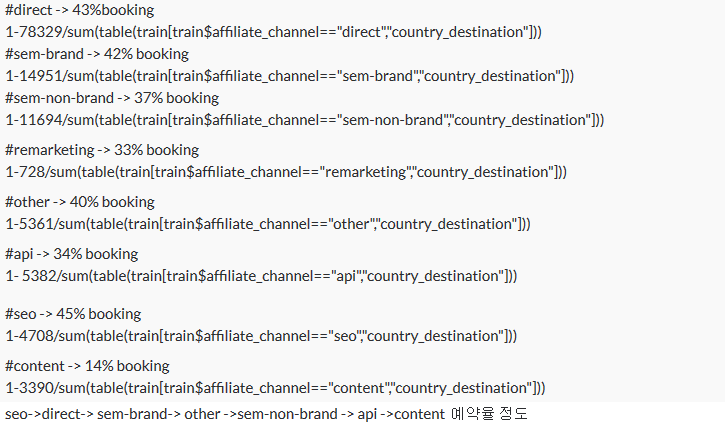 #direct -> 43%booking
1-78329/sum(table(train[train$affiliate_channel=="direct","country_destination"]))
#sem-brand -> 42% booking
1-14951/sum(table(train[train$affiliate_channel=="sem-brand","country_destination"]))
#sem-non-brand -> 37% booking
1-11694/sum(table(train[train$affiliate_channel=="sem-non-brand","country_destination"]))
#remarketing -> 33% booking
1-728/sum(table(train[train$affiliate_channel=="remarketing","country_destination"]))
#other -> 40% booking
1-5361/sum(table(train[train$affiliate_channel=="other","country_destination"]))
#api -> 34% booking
1- 5382/sum(table(train[train$affiliate_channel=="api","country_destination"]))
#seo -> 45% booking
1-4708/sum(table(train[train$affiliate_channel=="seo","country_destination"]))
#content -> 14% booking
1-3390/sum(table(train[train$affiliate_channel=="content","country_destination"]))
seo->direct-> sem-brand-> other ->sem-non-brand -> api ->content 예약율 정도